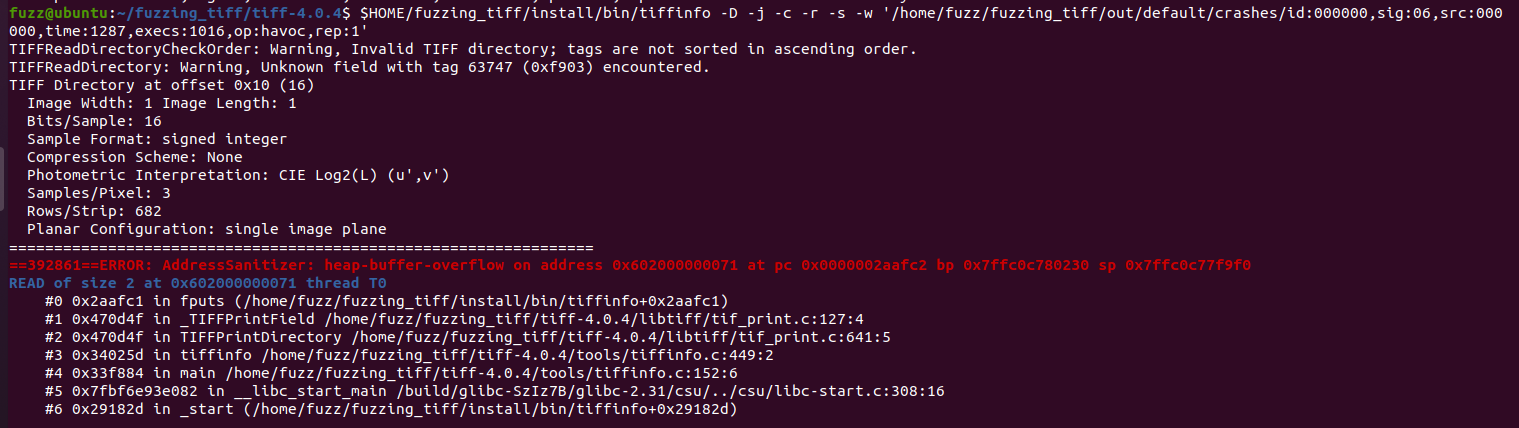 fuzz@ubuntu:~/fuzzing_tiff/tiff-4.0.4$ $HOME/fuzzing_tiff/install/bin/tiffinfo -D -j -c -r -s -w '/home/fuzz/fuzzing_tiff/out/default/crashes/id:000000,sig:06,src:000
000,time:1287,execs:1016,op:havoc,rep:1'
TIFFReadDirectoryCheckOrder: Warning, Invalid TIFF directory; tags are not sorted in ascending order.
TIFFReadDirectory: Warning, Unknown field with tag 63747 (0xf903) encountered.
TIFF Directory at offset 0x10 (16)
  Image Width: 1 Image Length: 1
  Bits/Sample: 16
  Sample Format: signed integer
  Compression Scheme: None
  Photometric Interpretation: CIE Log2(L) (u',v')
  Samples/Pixel: 3
  Rows/Strip: 682
  Planar Configuration: single image plane
=================================================================
==392861==ERROR: AddressSanitizer: heap-buffer-overflow on address 0x602000000071 at pc 0x0000002aafc2 bp 0x7ffc0c780230 sp 0x7ffc0c77f9f0
READ of size 2 at 0x602000000071 thread T0
    #0 0x2aafc1 in fputs (/home/fuzz/fuzzing_tiff/install/bin/tiffinfo+0x2aafc1)
    #1 0x470d4f in _TIFFPrintField /home/fuzz/fuzzing_tiff/tiff-4.0.4/libtiff/tif_print.c:127:4
    #2 0x470d4f in TIFFPrintDirectory /home/fuzz/fuzzing_tiff/tiff-4.0.4/libtiff/tif_print.c:641:5
    #3 0x34025d in tiffinfo /home/fuzz/fuzzing_tiff/tiff-4.0.4/tools/tiffinfo.c:449:2
    #4 0x33f884 in main /home/fuzz/fuzzing_tiff/tiff-4.0.4/tools/tiffinfo.c:152:6
    #5 0x7fbf6e93e082 in __libc_start_main /build/glibc-SzIz7B/glibc-2.31/csu/../csu/libc-start.c:308:16
    #6 0x29182d in _start (/home/fuzz/fuzzing_tiff/install/bin/tiffinfo+0x29182d)